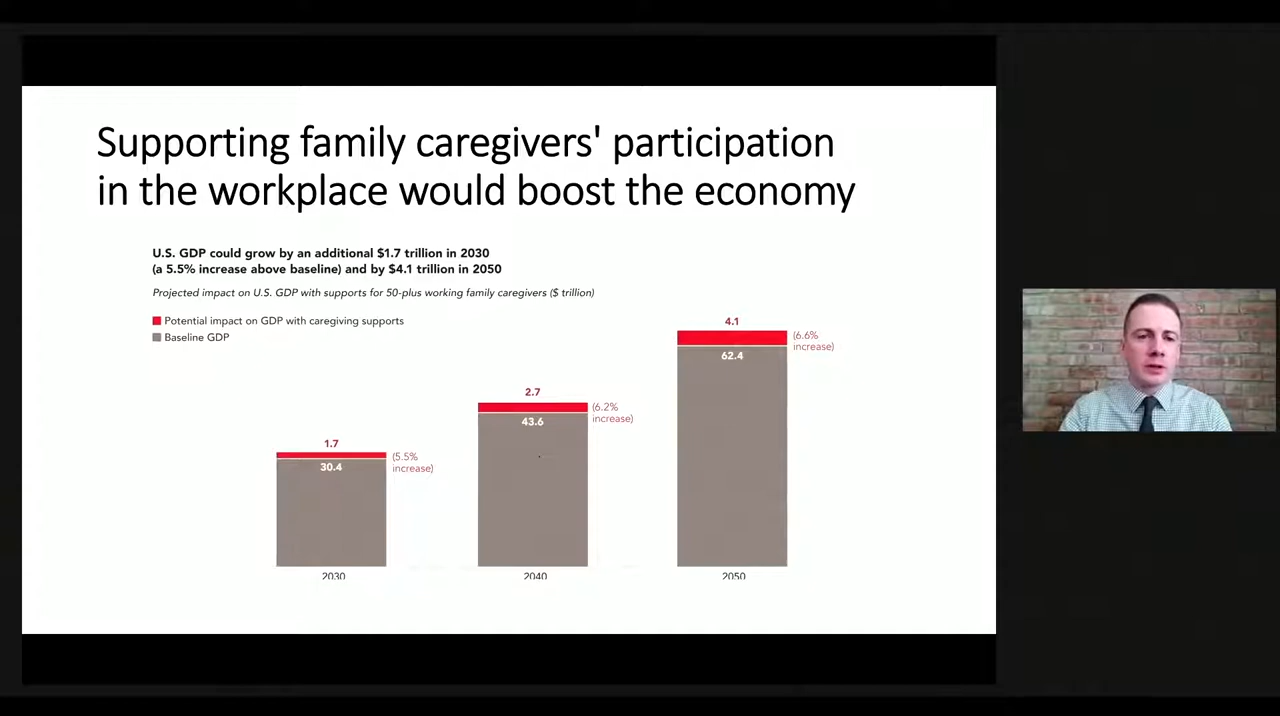 Supporting family caregivers' participation
in the workplace would boost the economy
U.S. GDP could grow by an additional $1.7 trillion in 2030
(a 5.5% increase above baseline) and by $4.1 trillion in 2050
Projected impact on U.S. GDP with supports for 50-plus working family caregivers ($ trillion)
Potential impact on GDP with caregiving supports
Baseline GDP
1.7
30.4
(5.5%
increase)
2.7
43.6
(6.2%
increase)
4.1
62.4
(6.6%
increase)
2030
2040
2050